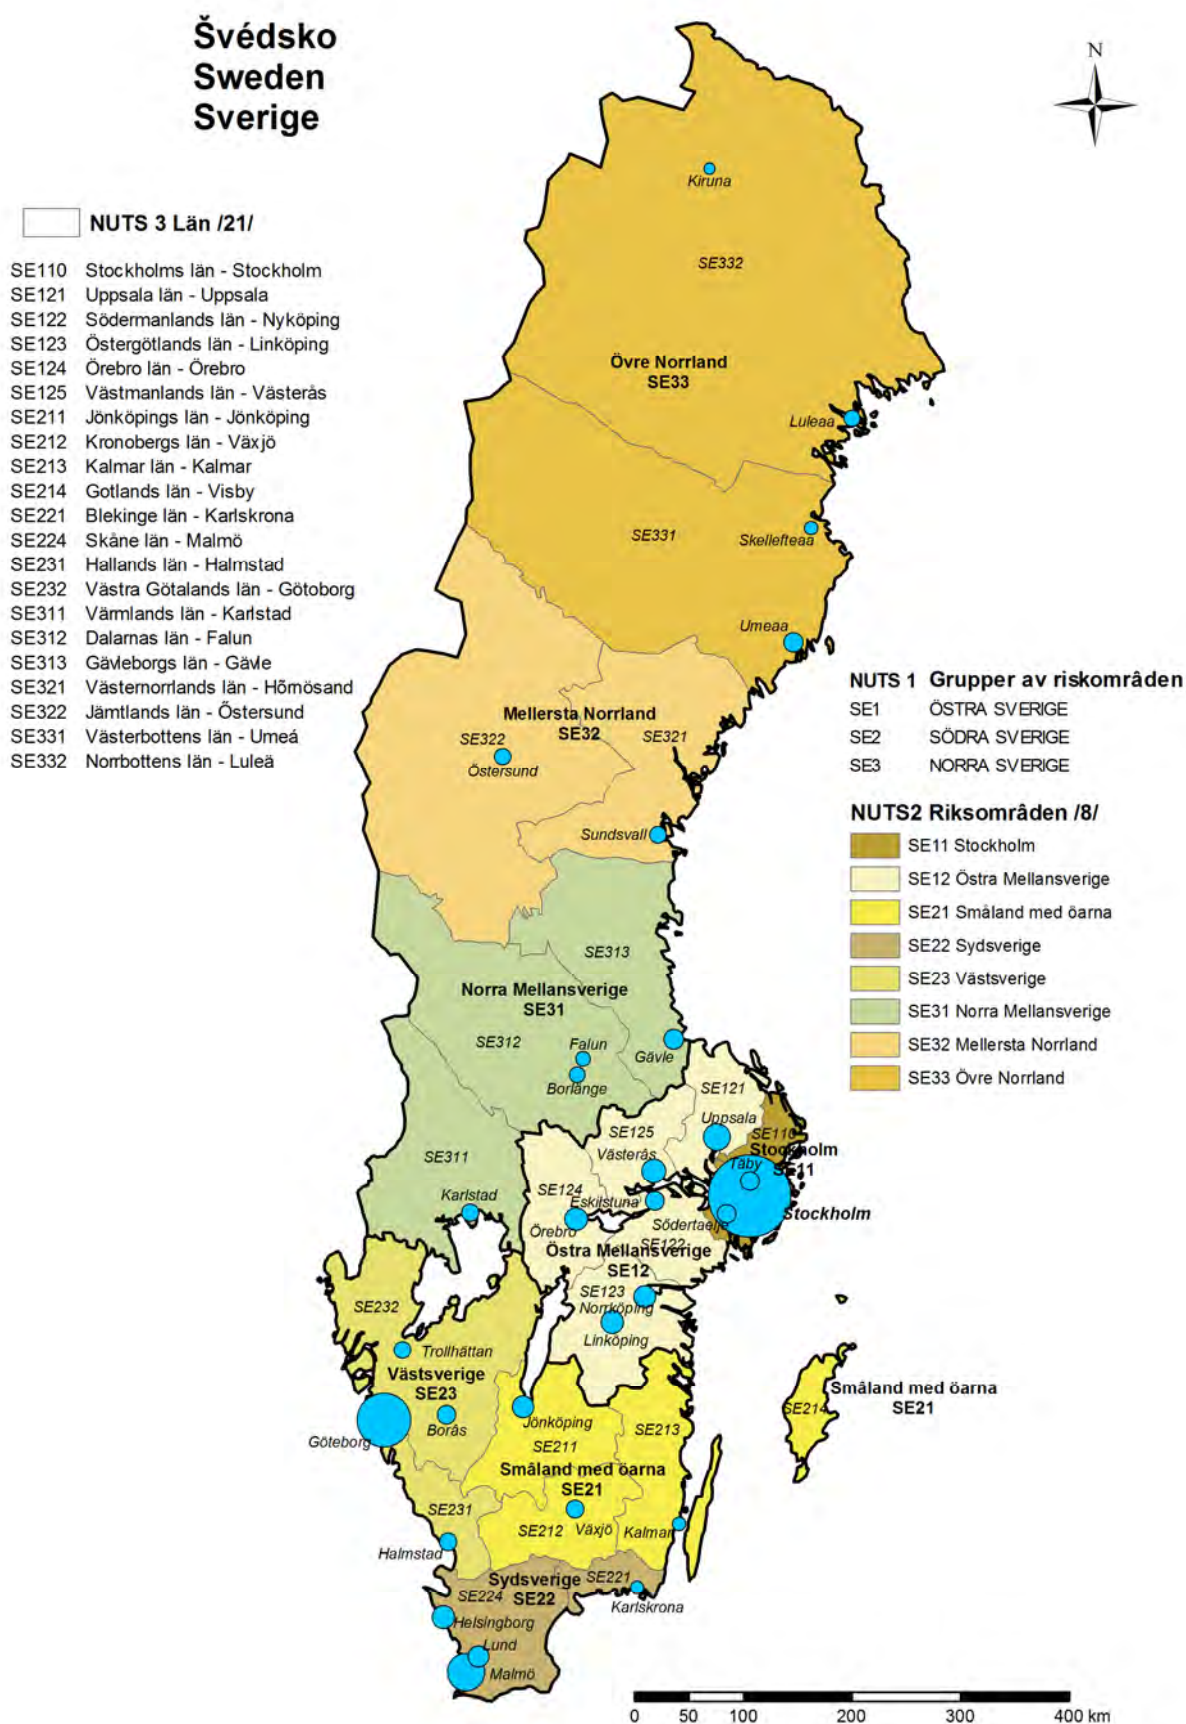 Švédsko
Sweden
Sverige
N
NUTS 3 Län /21/
SE110 Stockholms län - Stockholm
SE121 Uppsala län - Uppsala
SE122 Södermanlands län - Nyköping
SE123 Östergötlands län - Linköping
SE124 Örebro län - Örebro
SE125 Västmanlands län - Västerås
SE211 Jönköpings län - Jönköping
SE212 Kronobergs län - Växjö
SE213 Kalmar län - Kalmar
SE214 Gotlands län - Visby
SE221 Blekinge län - Karlskrona
SE224 Skåne län - Malmö
SE231 Hallands län - Halmstad
SE232 Västra Götalands län - Götoborg
SE311 Värmlands län - Karlstad
SE312 Dalarnas län - Falun
SE313 Gävleborgs län - Gävle
SE321 Västernorrlands län - Hõmösand
SE322 Jämtlands län - Őstersund
SE331 Västerbottens län - Umeá
SE332 Norrbottens län - Luleä
Kiruna
SE332
Övre Norrland
SE33
Luleaa
SE331
Skellefteaa
Umeaa
Mellersta Norrland
SE32
SE321
SE322
Östersund
Sundsvall
NUTS 1 Grupper av riskområden
SE1 ÖSTRA SVERIGE
SE2 SÖDRA SVERIGE
SE3 NORRA SVERIGE
NUTS2 Riksområden /8/
SE11 Stockholm
SE12 Östra Mellansverige
SE21 Småland med öarna
SE22 Sydsverige
SE23 Västsverige
SE31 Norra Mellansverige
SE32 Mellersta Norrland
SE33 Övre Norrland
SE313
Norra Mellansverige
SE31
SE312
Falun
Borlänge
Gävle
SE121
Uppsala
SE110
Stockholm
SE11
Täby
Stockholm
SE125
Västerås
SE311
Karlstad
SE124
Eskilstuna
Örebro
Södertaelje
SE122
Östra Mellansverige
SE12
SE123
Norrköping
Linköping
SE232
Trollhättan
Västsverige
SE23
Borås
Göteborg
Jönköping
SE211
SE213
Småland med öarna
SE21
SE214
Småland med öarna
SE21
SE212
Växjö
Kalmar
SE231
Halmstad
Sydsverige
SE22
SE221
SE224
Karlskrona
Helsingborg
Lund
Malmö
0 50 100 200 300 400 km